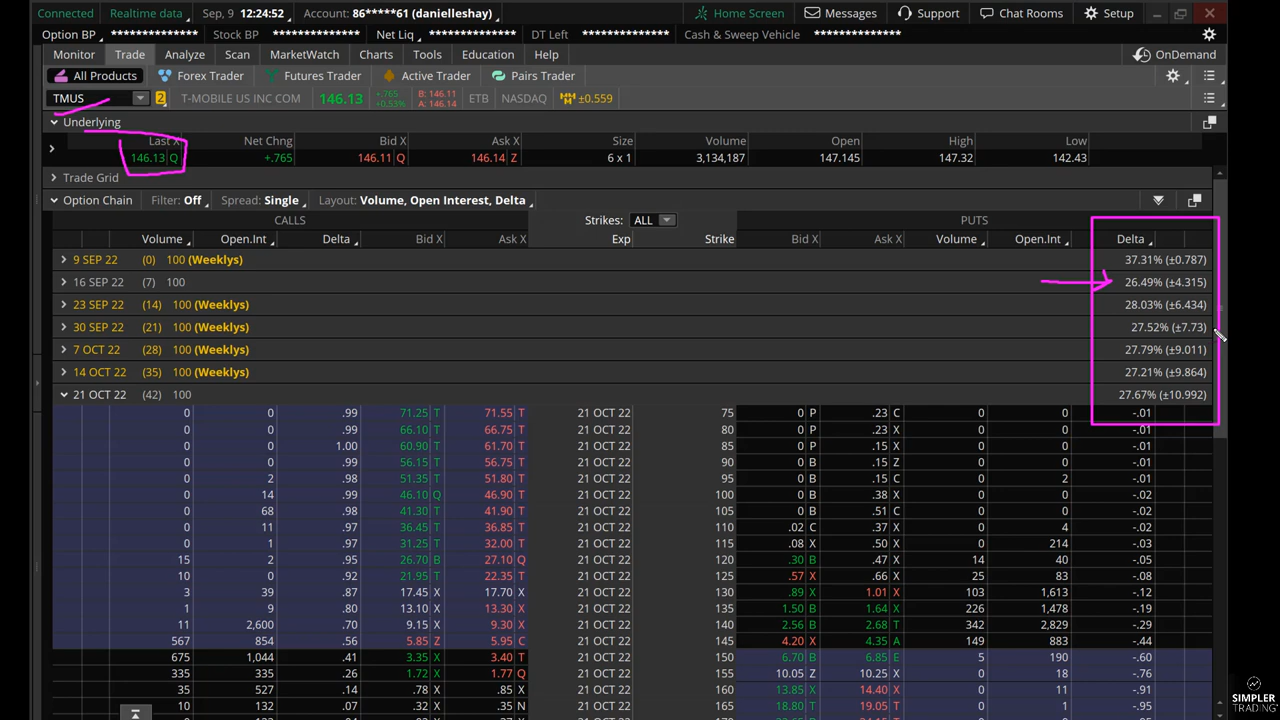 Connected Realtime data Sep, 9 12:24:52 Account: 86*****61 (danielleshay) Home Screen Messages Support Chat Rooms Setup
Option BP ************** Stock BP ************** Net Liq ************** DT Left ************** Cash & Sweep Vehicle **************
Monitor Trade Analyze Scan MarketWatch Charts Tools Education Help OnDemand
All Products Forex Trader Futures Trader Active Trader Pairs Trader
TMUS 2 T-MOBILE US INC COM 146.13 +.765 +0.53% B: 146.11 A: 146.14 ETB NASDAQ ±0.559
Underlying
Last X Net Chng Bid X Ask X Size Volume Open High Low
146.13 Q +.765 146.11 Q 146.14 Z 6 x 1 3,134,187 147.145 147.32 142.43
Trade Grid
Option Chain Filter: Off Spread: Single Layout: Volume, Open Interest, Delta
CALLS Strikes: ALL PUTS
Volume Open.Int Delta Bid X Ask X Exp Strike Bid X Ask X Volume Open.Int Delta
9 SEP 22 (0) 100 (Weeklys) 37.31% (±0.787)
16 SEP 22 (7) 100 26.49% (±4.315)
23 SEP 22 (14) 100 (Weeklys) 28.03% (±6.434)
30 SEP 22 (21) 100 (Weeklys) 27.52% (±7.73)
7 OCT 22 (28) 100 (Weeklys) 27.79% (±9.011)
14 OCT 22 (35) 100 (Weeklys) 27.21% (±9.864)
21 OCT 22 (42) 100 27.67% (±10.992)
0 0 .99 71.25 T 71.55 T 21 OCT 22 75 0 P .23 C 0 0 -.01
0 0 .99 66.10 T 66.75 T 21 OCT 22 80 0 P .23 X 0 0 -.01
0 0 1.00 60.90 T 61.70 T 21 OCT 22 85 0 P .15 X 0 0 -.01
0 0 .99 56.15 T 56.75 T 21 OCT 22 90 0 B .15 Z 0 0 -.01
0 2 .99 51.35 T 51.80 T 21 OCT 22 95 0 B .15 C 0 2 -.01
0 14 .99 46.10 Q 46.90 T 21 OCT 22 100 0 B .38 X 0 0 -.02
0 68 .98 41.30 T 41.90 T 21 OCT 22 105 0 B .51 C 0 0 -.02
0 11 .97 36.45 T 36.85 T 21 OCT 22 110 .02 C .37 X 0 4 -.02
0 1 .97 31.25 T 32.00 T 21 OCT 22 115 .08 X .50 X 0 214 -.03
15 2 .95 26.70 B 27.10 Q 21 OCT 22 120 .30 B .47 X 14 40 -.05
10 0 .92 21.95 T 22.35 T 21 OCT 22 125 .57 X .66 X 25 83 -.08
3 39 .87 17.45 X 17.70 X 21 OCT 22 130 .89 X 1.01 X 103 1,613 -.12
1 9 .80 13.10 X 13.30 X 21 OCT 22 135 1.50 B 1.64 X 226 1,478 -.19
11 2,600 .71 9.15 X 9.30 X 21 OCT 22 140 2.56 B 2.68 T 342 2,829 -.29
567 854 .56 5.85 Z 5.95 C 21 OCT 22 145 4.20 X 4.35 A 149 883 -.44
675 1,044 .41 3.35 X 3.40 T 21 OCT 22 150 6.70 B 6.85 E 5 190 -.60
335 335 .26 1.72 X 1.77 Q 21 OCT 22 155 10.05 Z 10.25 X 0 18 -.76
35 527 .14 .78 X .85 X 21 OCT 22 160 13.85 X 14.40 X 0 1 -.91
10 132 .07 .32 X .35 N 21 OCT 22 165 18.80 T 19.05 T 0 0 -.95
SIMPLER
TRADING